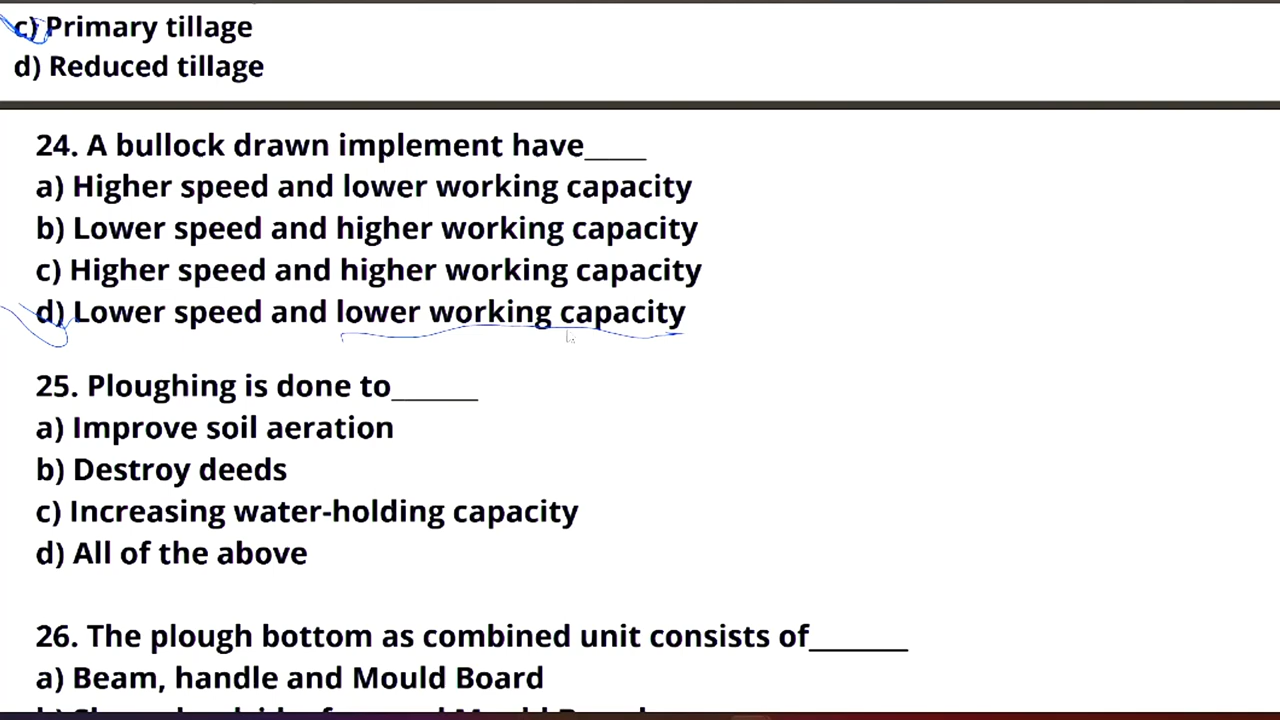 c) Primary tillage
d) Reduced tillage
24. A bullock drawn implement have_____
a) Higher speed and lower working capacity
b) Lower speed and higher working capacity
c) Higher speed and higher working capacity
d) Lower speed and lower working capacity
25. Ploughing is done to_______
a) Improve soil aeration
b) Destroy deeds
c) Increasing water-holding capacity
d) All of the above
26. The plough bottom as combined unit consists of________
a) Beam, handle and Mould Board